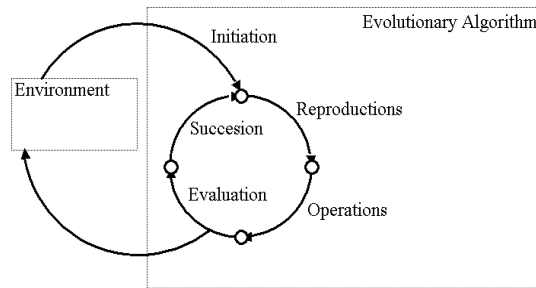 Evolutionary Algorithm
Initiation
Environment
Reproductions
Succesion
Evaluation
Operations